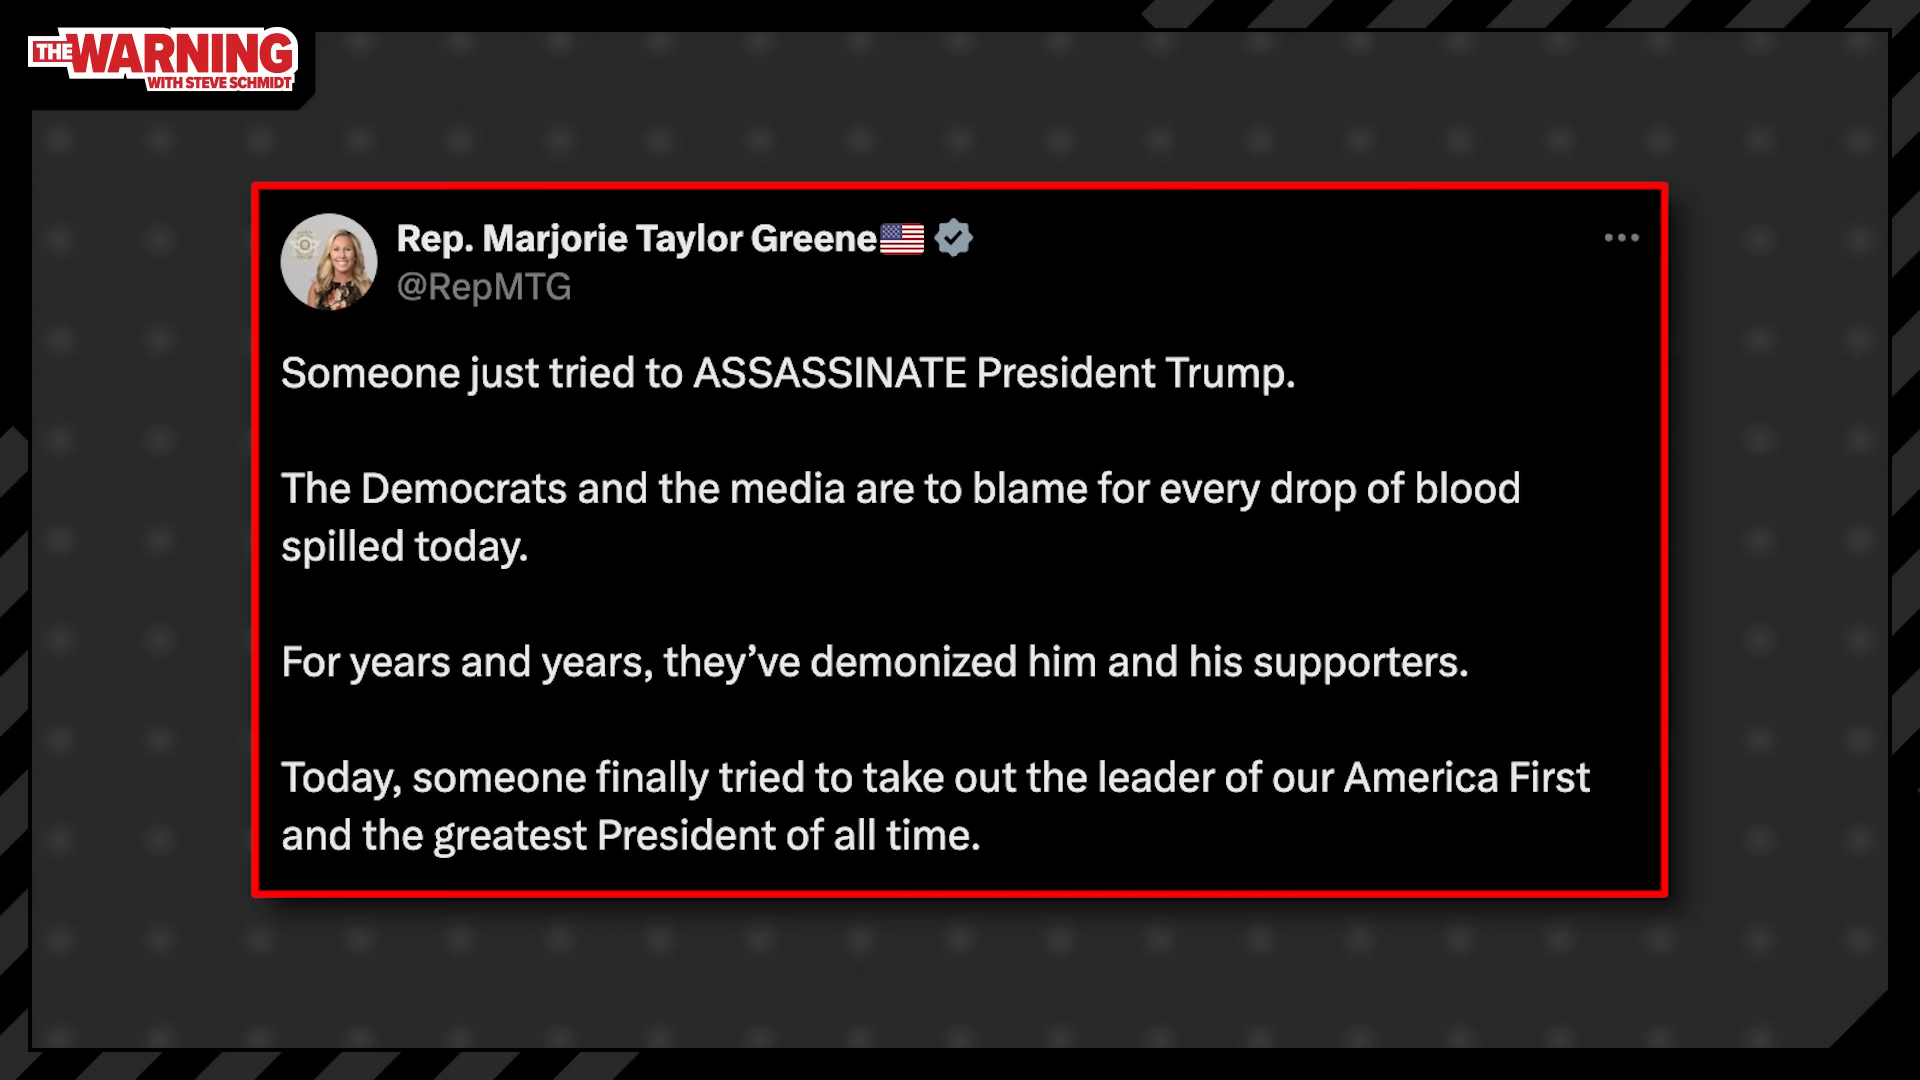 THE WARNING
WITH STEVE SCHMIDT
Rep. Marjorie Taylor Greene
@RepMTG
Someone just tried to ASSASSINATE President Trump.
The Democrats and the media are to blame for every drop of blood
spilled today.
For years and years, they’ve demonized him and his supporters.
Today, someone finally tried to take out the leader of our America First
and the greatest President of all time.